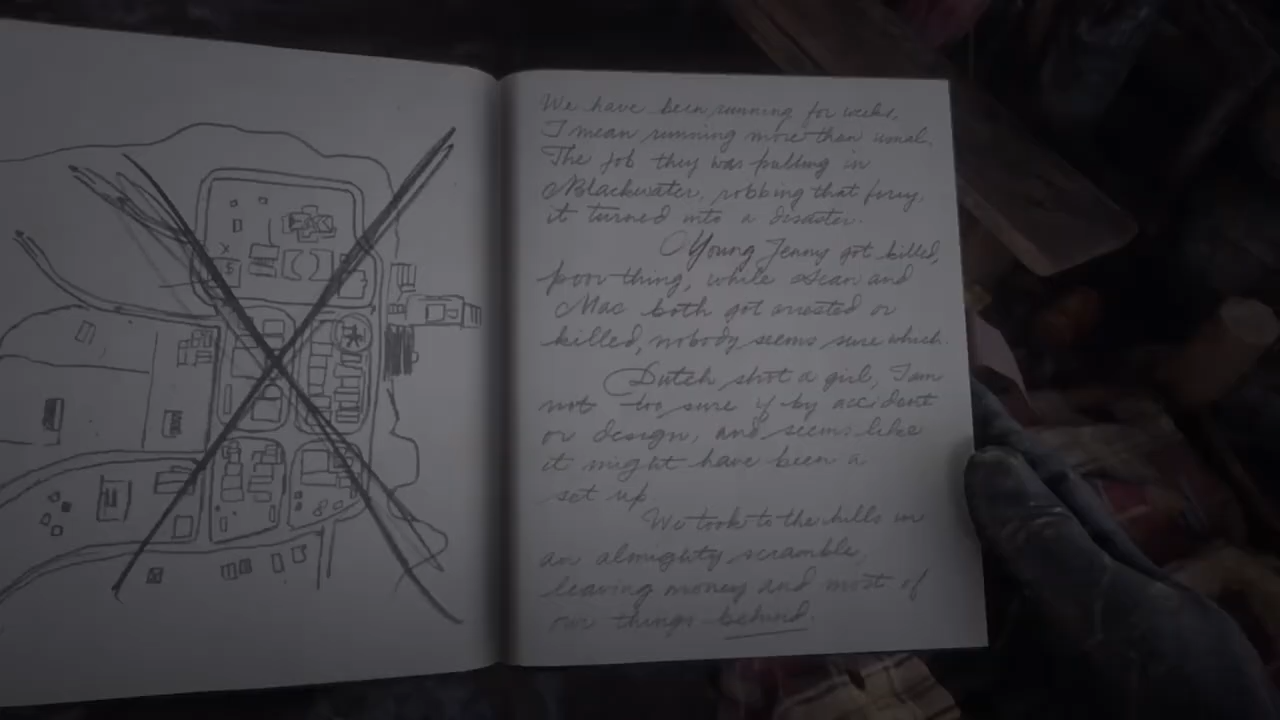 We have been running for weeks,
I mean running more than usual.
The job they was pulling in
Blackwater, robbing that ferry,
it turned into a disaster.
Young Jenny got killed,
poor thing, while Sean and
Mac both got arrested or
killed, nobody seems sure which.
Dutch shot a girl, I am
not too sure if by accident
or design, and seems like
it might have been a
set up.
We took to the hills in
an almighty scramble,
leaving money and most of
our things behind.